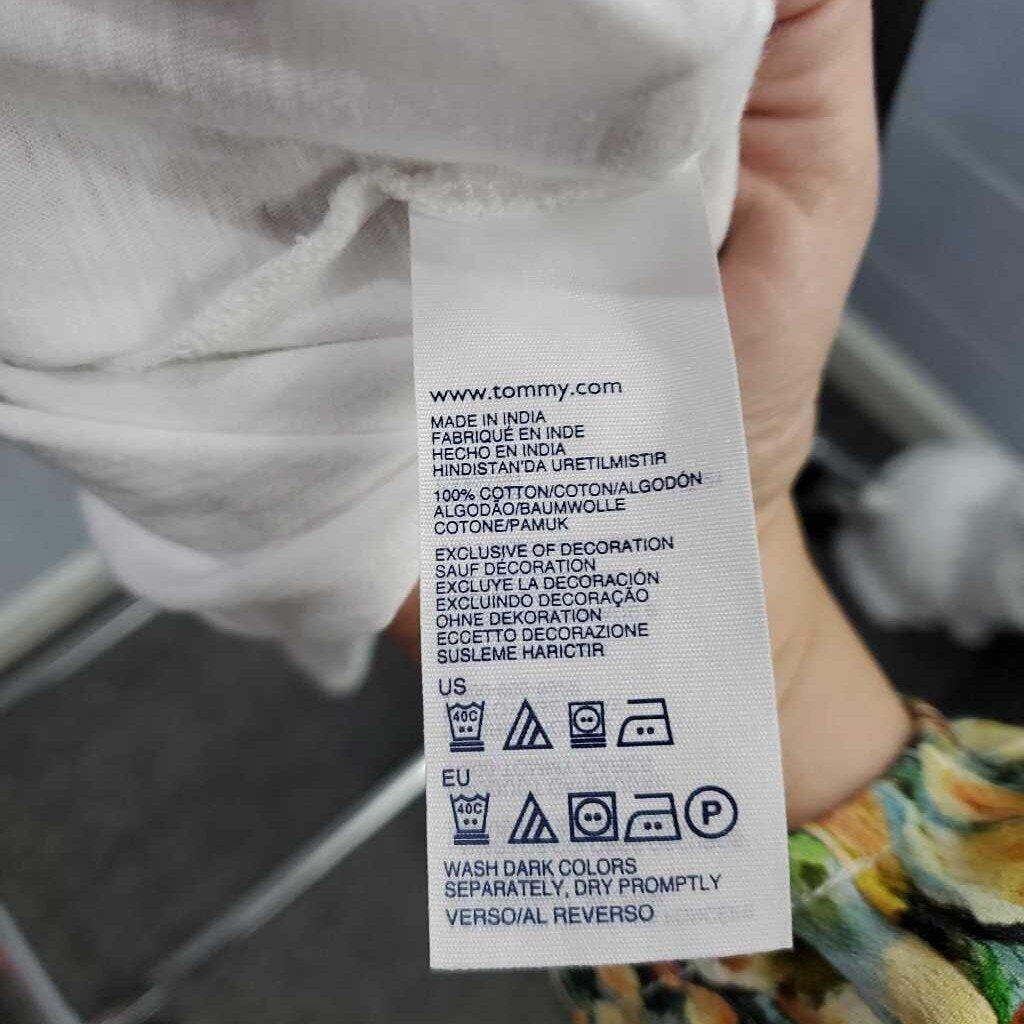 www.tommy.com
MADE IN INDIA
FABRIQUÉ EN INDE
HECHO EN INDIA
HINDISTAN'DA URETILMISTIR
100% COTTON/COTON/ALGODÓN
ALGODÃO/BAUMWOLLE
COTONE/PAMUK
EXCLUSIVE OF DECORATION
SAUF DÉCORATION
EXCLUYE LA DECORACIÓN
EXCLUINDO DECORAÇÃO
OHNE DEKORATION
ECCETTO DECORAZIONE
SUSLEME HARICTIR
US
40C
EU
40C P
WASH DARK COLORS
SEPARATELY, DRY PROMPTLY
VERSO/AL REVERSO